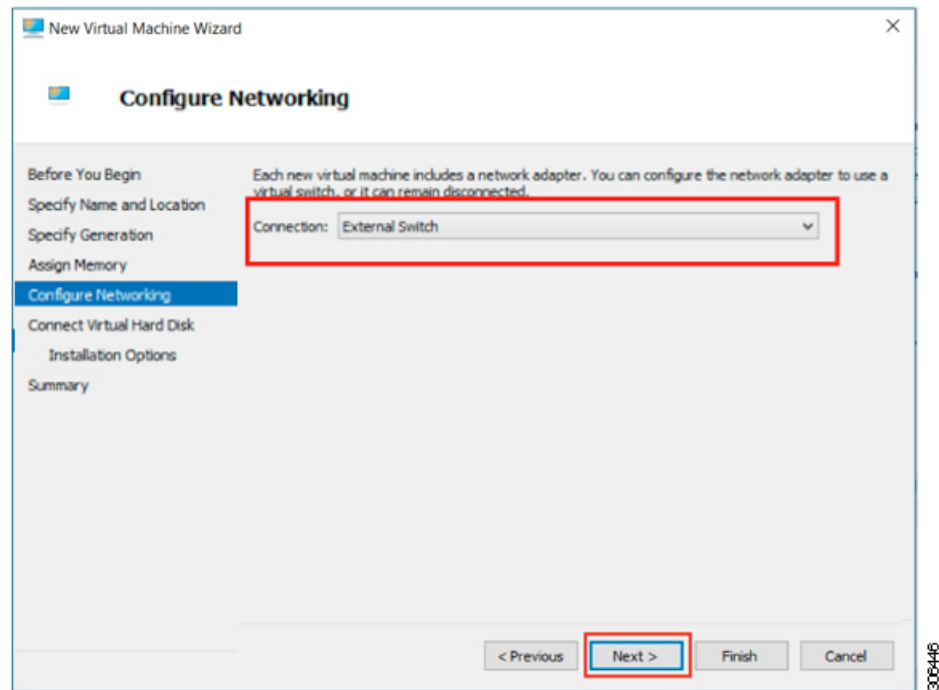 New Virtual Machine Wizard
Configure Networking
Before You Begin
Specify Name and Location
Specify Generation
Assign Memory
Configure Networking
Connect Virtual Hard Disk
Installation Options
Summary
Each new virtual machine includes a network adapter. You can configure the network adapter to use a
virtual switch, or it can remain disconnected.
Connection: External Switch
< Previous
Next >
Finish
Cancel
306446